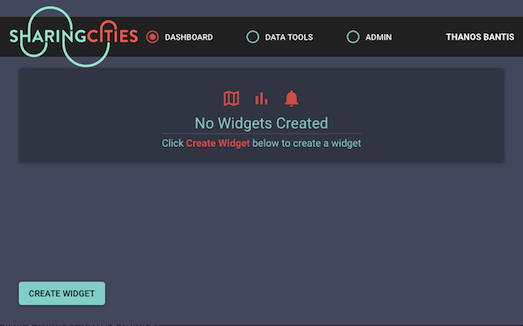 SHARINGCITIES
DASHBOARD
DATA TOOLS
ADMIN
THANOS BANTIS
No Widgets Created
Click Create Widget below to create a widget
CREATE WIDGET